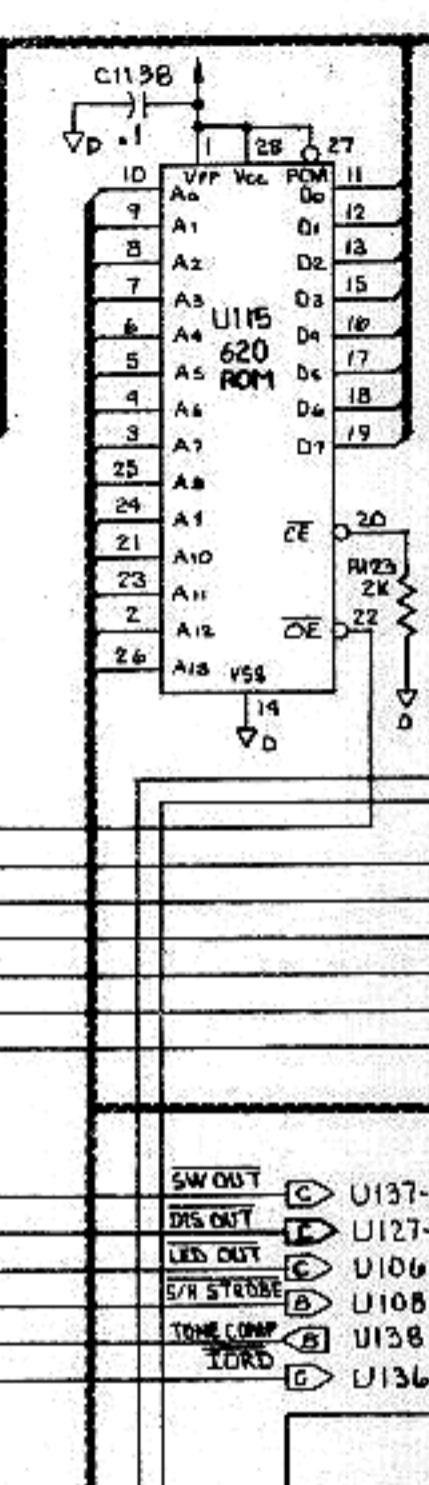 C1138
D .1
1 28 27
10 VPP Vcc PGM 11
A0 D0
9 A1 D1 12
8 A2 D2 13
7 A3 D3 15
6 A4 D4 16
U115
620
ROM
5 A5 D5 17
4 A6 D6 18
3 A7 D7 19
25 A8
24 A9 CE 20
21 A10
R1123
2K
23 A11
2 A12 OE 22
26 A13 VSS
14
D D
SW OUT C U137-
DIS OUT U127-
LED OUT C U106
S/H STROBE B U108
TONE COMP B U138
IORD G U136